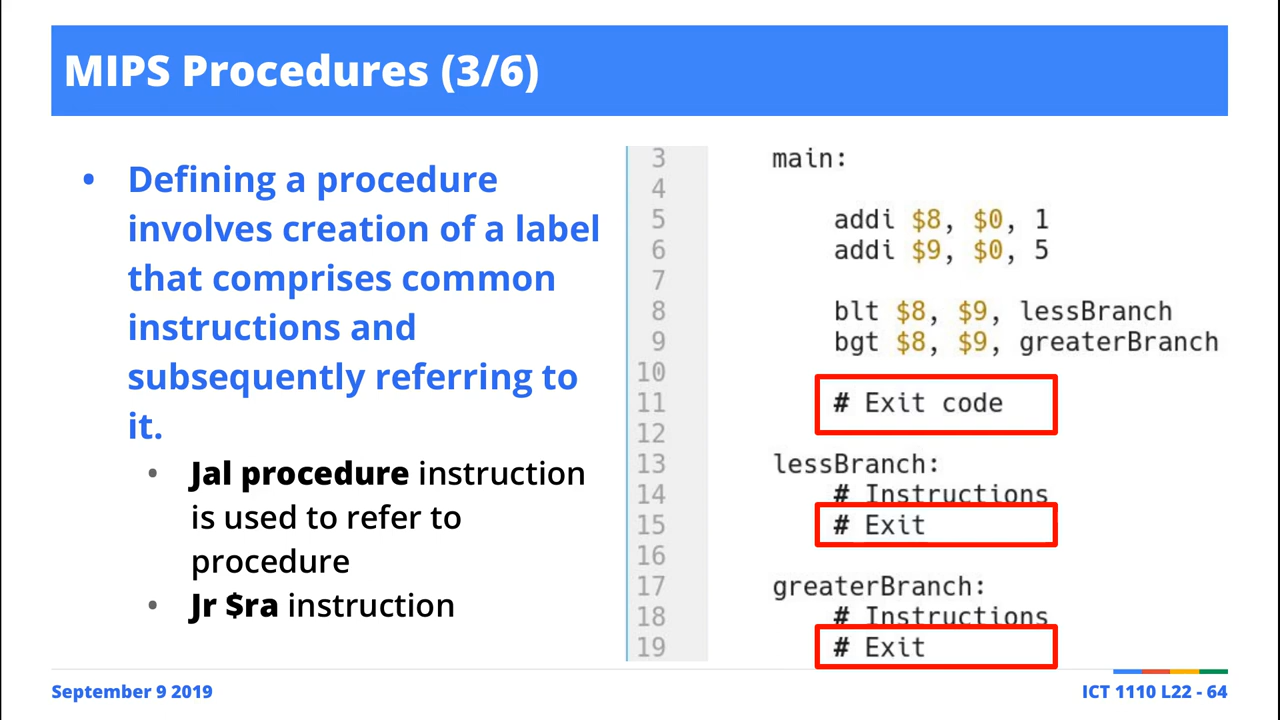 MIPS Procedures (3/6)
• Defining a procedure
involves creation of a label
that comprises common
instructions and
subsequently referring to
it.
• Jal procedure instruction
is used to refer to
procedure
• Jr $ra instruction
3 main:
4
5 addi $8, $0, 1
6 addi $9, $0, 5
7
8 blt $8, $9, lessBranch
9 bgt $8, $9, greaterBranch
10
11 # Exit code
12
13 lessBranch:
14 # Instructions
15 # Exit
16
17 greaterBranch:
18 # Instructions
19 # Exit
September 9 2019
ICT 1110 L22 - 64